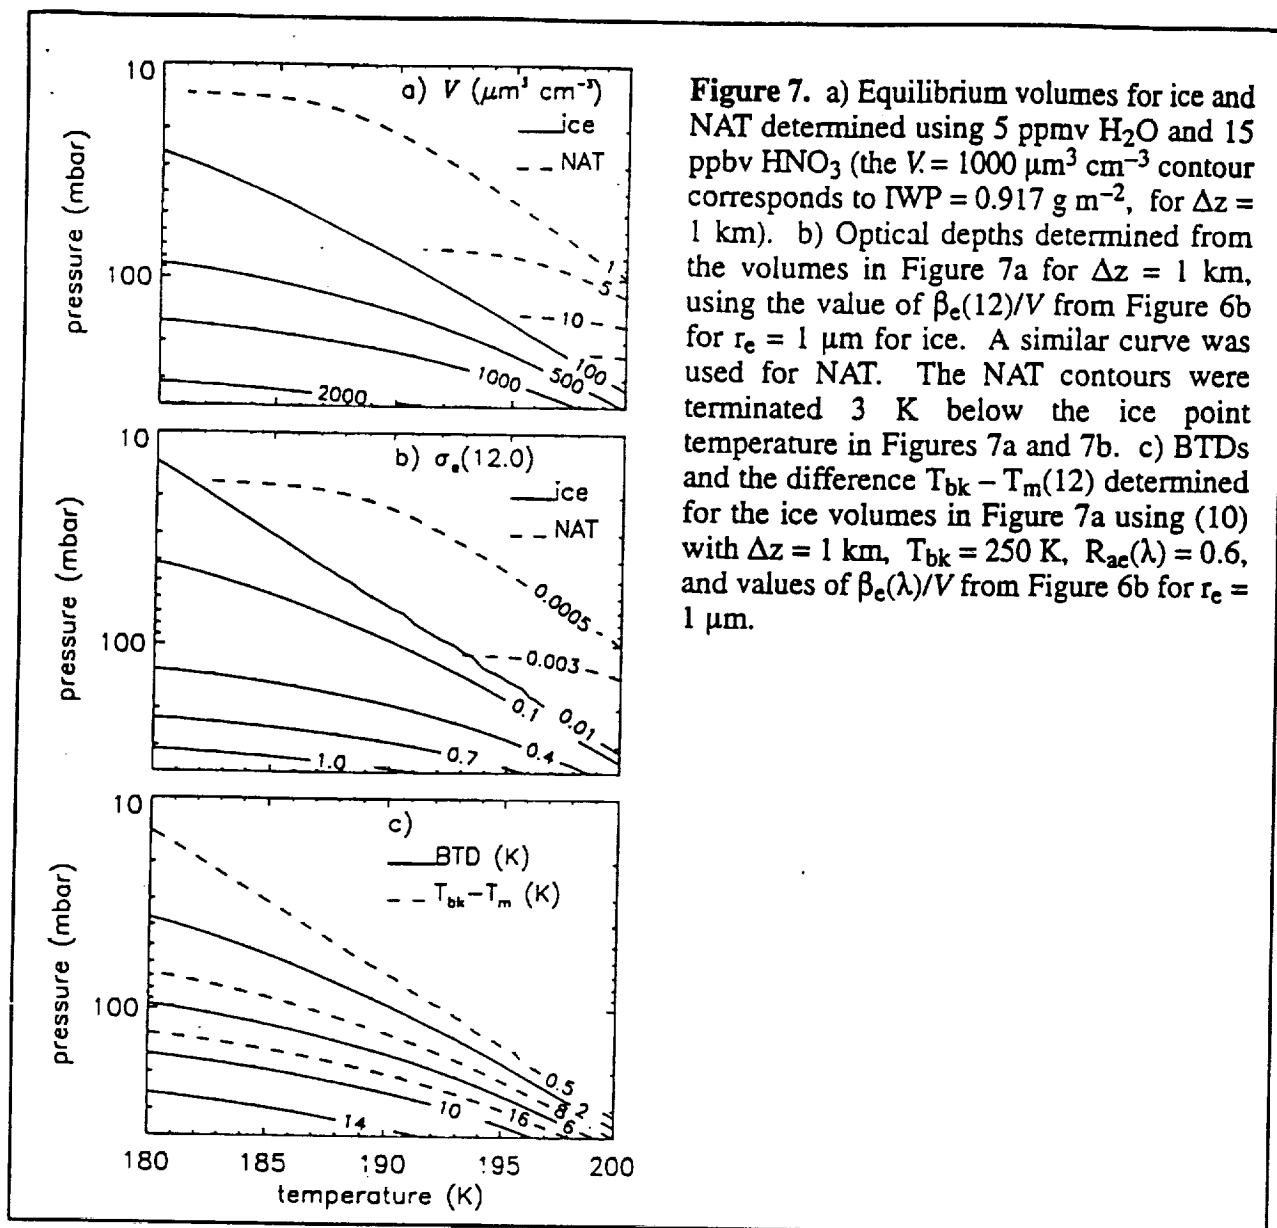 a) V (μm³ cm⁻³)
ice
NAT
10
100
pressure (mbar)
1
5
10
100
500
1000
2000
b) σₑ(12.0)
ice
NAT
10
100
pressure (mbar)
0.0005
0.003
0.01
0.1
0.4
0.7
1.0
c)
BTD (K)
T_bk–T_m (K)
10
100
pressure (mbar)
0.5
2
8
6
16
10
14
180 185 190 195 200
temperature (K)
Figure 7. a) Equilibrium volumes for ice and
NAT determined using 5 ppmv H₂O and 15
ppbv HNO₃ (the V.= 1000 μm³ cm⁻³ contour
corresponds to IWP = 0.917 g m⁻², for Δz =
1 km). b) Optical depths determined from
the volumes in Figure 7a for Δz = 1 km,
using the value of βₑ(12)/V from Figure 6b
for rₑ = 1 μm for ice. A similar curve was
used for NAT. The NAT contours were
terminated 3 K below the ice point
temperature in Figures 7a and 7b. c) BTDs
and the difference T_bk – T_m(12) determined
for the ice volumes in Figure 7a using (10)
with Δz = 1 km, T_bk = 250 K, R_ae(λ) = 0.6,
and values of βₑ(λ)/V from Figure 6b for rₑ =
1 μm.